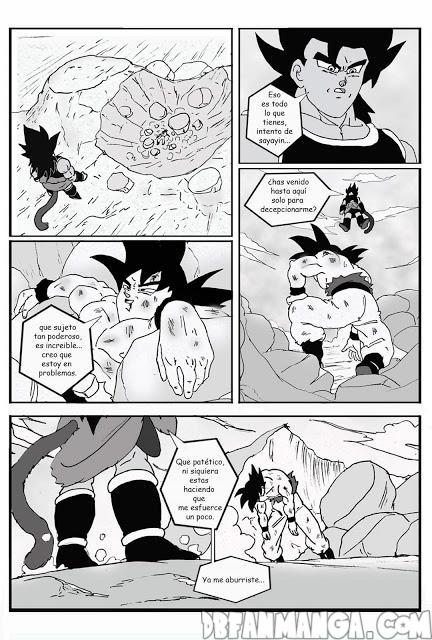 Eso
es todo
lo que
tienes,
intento de
sayayin...
¿has venido
hasta aquí
solo para
decepcionarme?
que sujeto
tan poderoso,
es increible...
creo que
estoy en
problemas.
Que patético,
ni siquiera
estas
haciendo
que me
esfuerce
un poco.
Ya me aburriste...
DBFANMANGA.COM